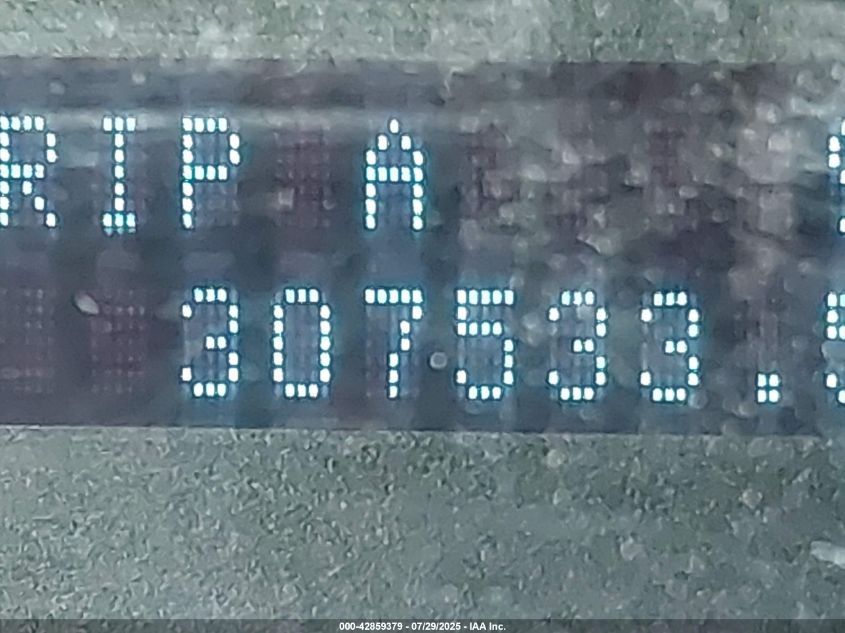 RIP A
307533.
000-42859379 - 07/29/2025 - IAA Inc.